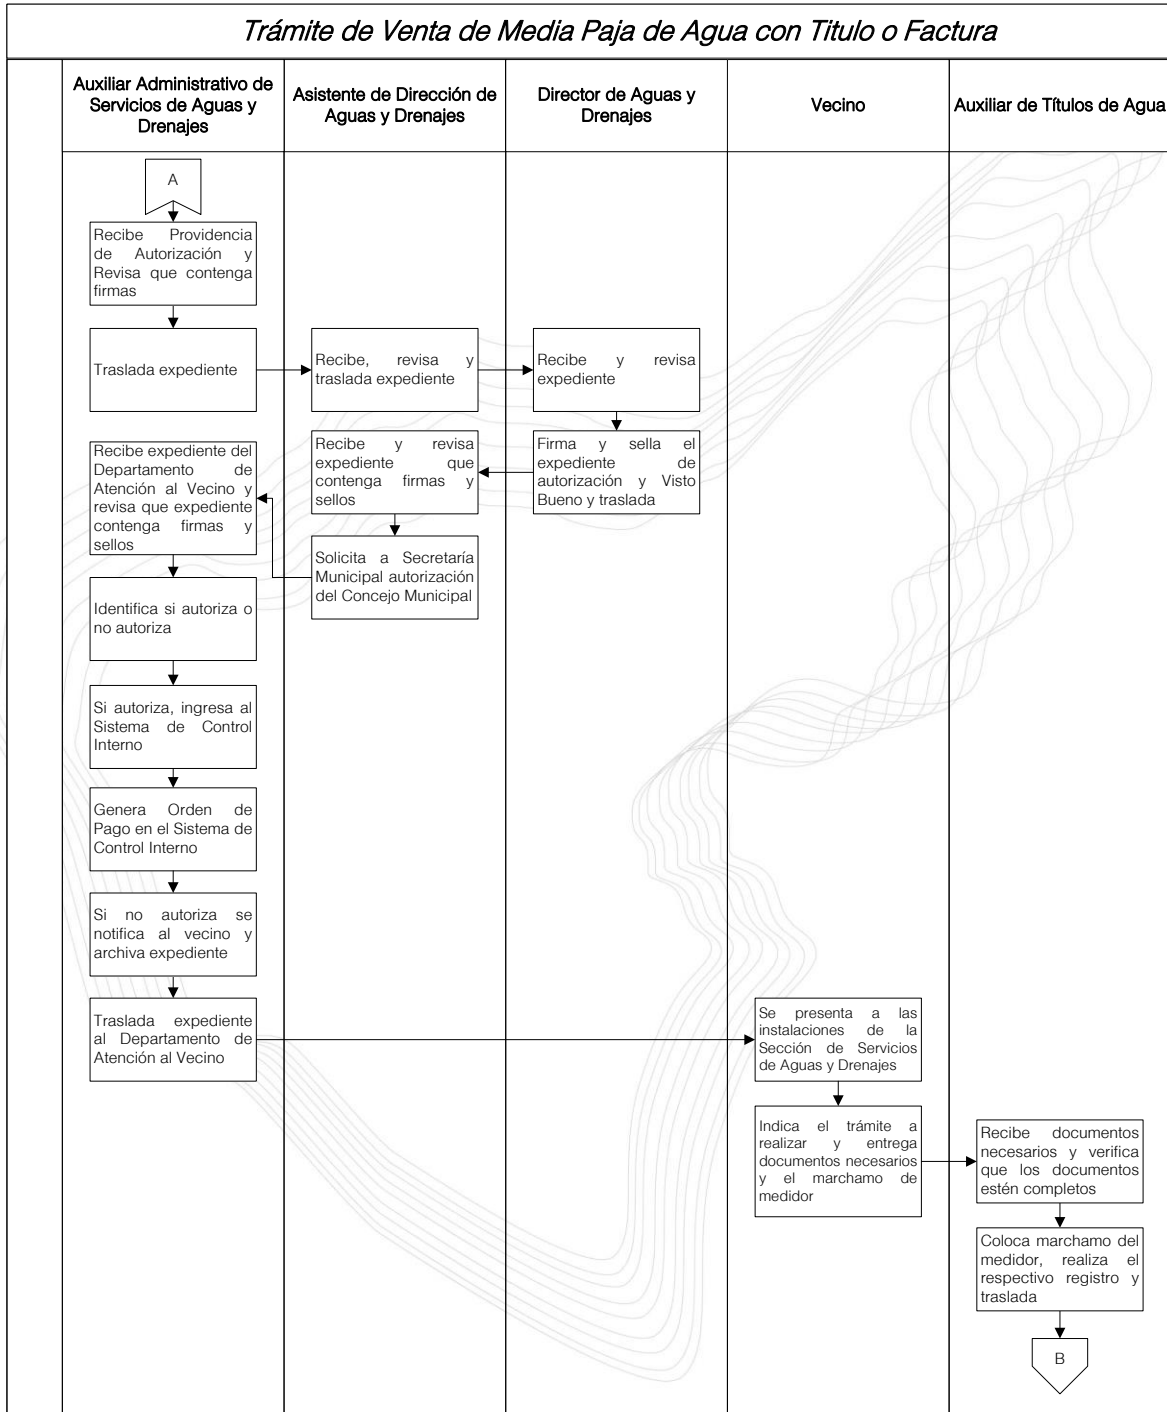 Trámite de Venta de Media Paja de Agua con Titulo o Factura
Auxiliar Administrativo de
Servicios de Aguas y
Drenajes
Asistente de Dirección de
Aguas y Drenajes
Director de Aguas y
Drenajes
Vecino
Auxiliar de Títulos de Agua
A
Recibe Providencia
de Autorización y
Revisa que contenga
firmas
Traslada expediente
Recibe, revisa y
traslada expediente
Recibe y revisa
expediente
Firma y sella el
expediente de
autorización y Visto
Bueno y traslada
Recibe y revisa
expediente que
contenga firmas y
sellos
Solicita a Secretaría
Municipal autorización
del Concejo Municipal
Recibe expediente del
Departamento de
Atención al Vecino y
revisa que expediente
contenga firmas y
sellos
Identifica si autoriza o
no autoriza
Si autoriza, ingresa al
Sistema de Control
Interno
Genera Orden de
Pago en el Sistema de
Control Interno
Si no autoriza se
notifica al vecino y
archiva expediente
Traslada expediente
al Departamento de
Atención al Vecino
Se presenta a las
instalaciones de la
Sección de Servicios
de Aguas y Drenajes
Indica el trámite a
realizar y entrega
documentos necesarios
y el marchamo de
medidor
Recibe documentos
necesarios y verifica
que los documentos
estén completos
Coloca marchamo del
medidor, realiza el
respectivo registro y
traslada
B